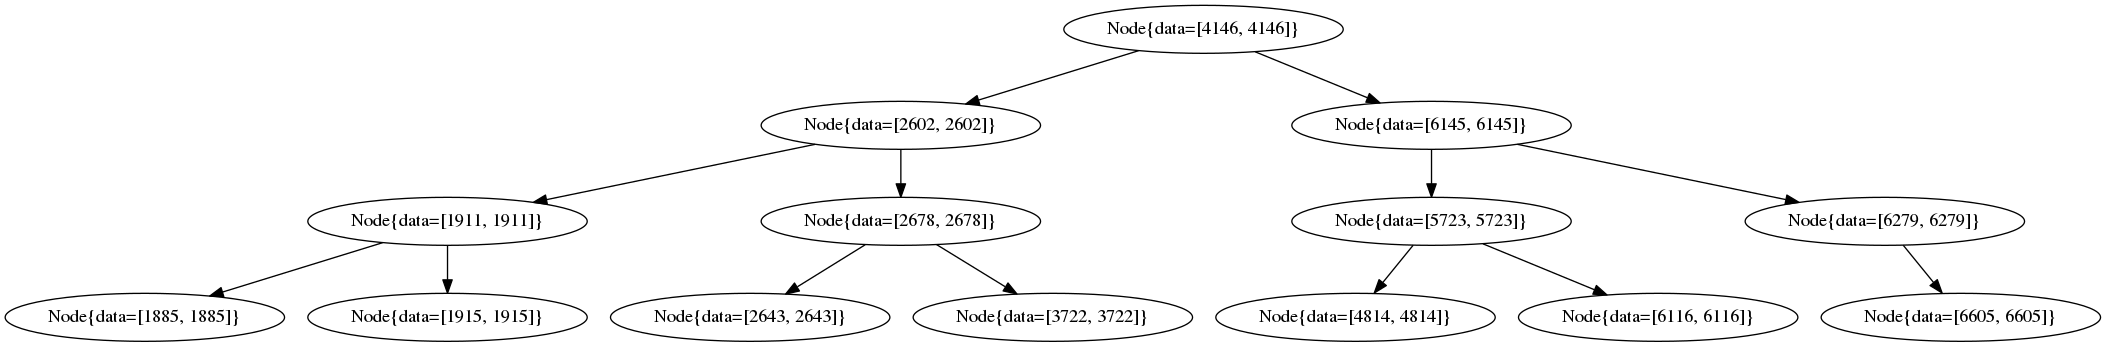 Node{data=[4146, 4146]}
Node{data=[2602, 2602]}
Node{data=[6145, 6145]}
Node{data=[1911, 1911]}
Node{data=[2678, 2678]}
Node{data=[5723, 5723]}
Node{data=[6279, 6279]}
Node{data=[1885, 1885]}
Node{data=[1915, 1915]}
Node{data=[2643, 2643]}
Node{data=[3722, 3722]}
Node{data=[4814, 4814]}
Node{data=[6116, 6116]}
Node{data=[6605, 6605]}